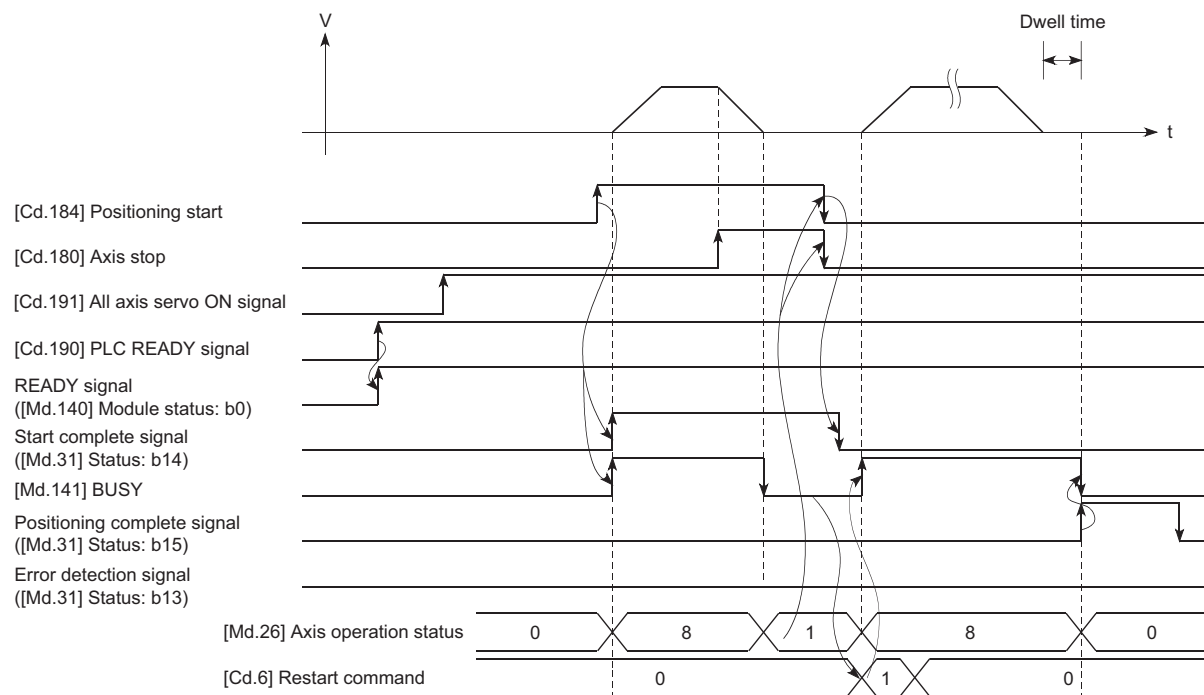 V
Dwell time
t
[Cd.184] Positioning start
[Cd.180] Axis stop
[Cd.191] All axis servo ON signal
[Cd.190] PLC READY signal
READY signal
([Md.140] Module status: b0)
Start complete signal
([Md.31] Status: b14)
[Md.141] BUSY
Positioning complete signal
([Md.31] Status: b15)
Error detection signal
([Md.31] Status: b13)
[Md.26] Axis operation status 0 8 1 8 0
[Cd.6] Restart command 0 1 0